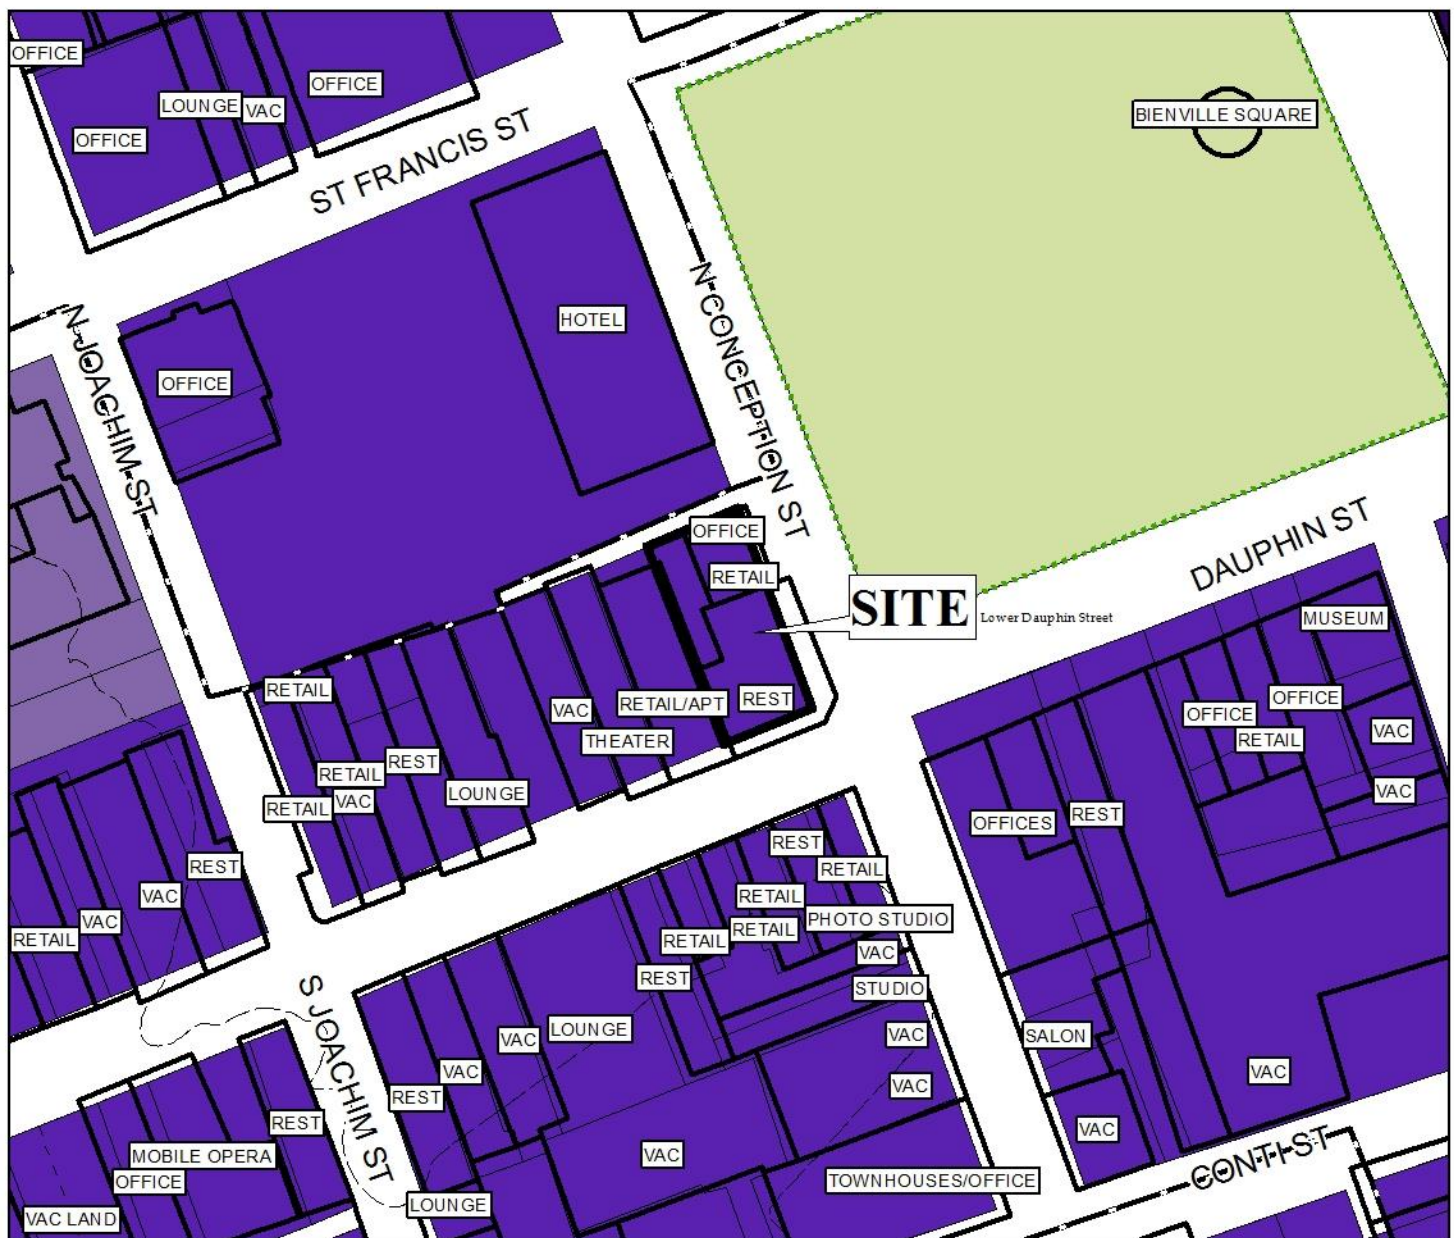 OFFICE
OFFICE
LOUNGE
VAC
OFFICE
BIENVILLE SQUARE
ST FRANCIS ST
HOTEL
N CONCEPTION ST
N JOACHIM ST
OFFICE
OFFICE
RETAIL
SITE
Lower Dauphin Street
DAUPHIN ST
MUSEUM
RETAIL
VAC
RETAIL/APT
REST
THEATER
OFFICE
OFFICE
RETAIL
VAC
VAC
RETAIL
REST
RETAIL
VAC
LOUNGE
OFFICES
REST
REST
VAC
VAC
RETAIL
REST
RETAIL
RETAIL
PHOTO STUDIO
RETAIL
RETAIL
VAC
REST
STUDIO
S JOACHIM ST
LOUNGE
VAC
VAC
REST
VAC
VAC
SALON
VAC
VAC
REST
MOBILE OPERA
OFFICE
VAC
TOWNHOUSES/OFFICE
CONTI ST
LOUNGE
VAC LAND